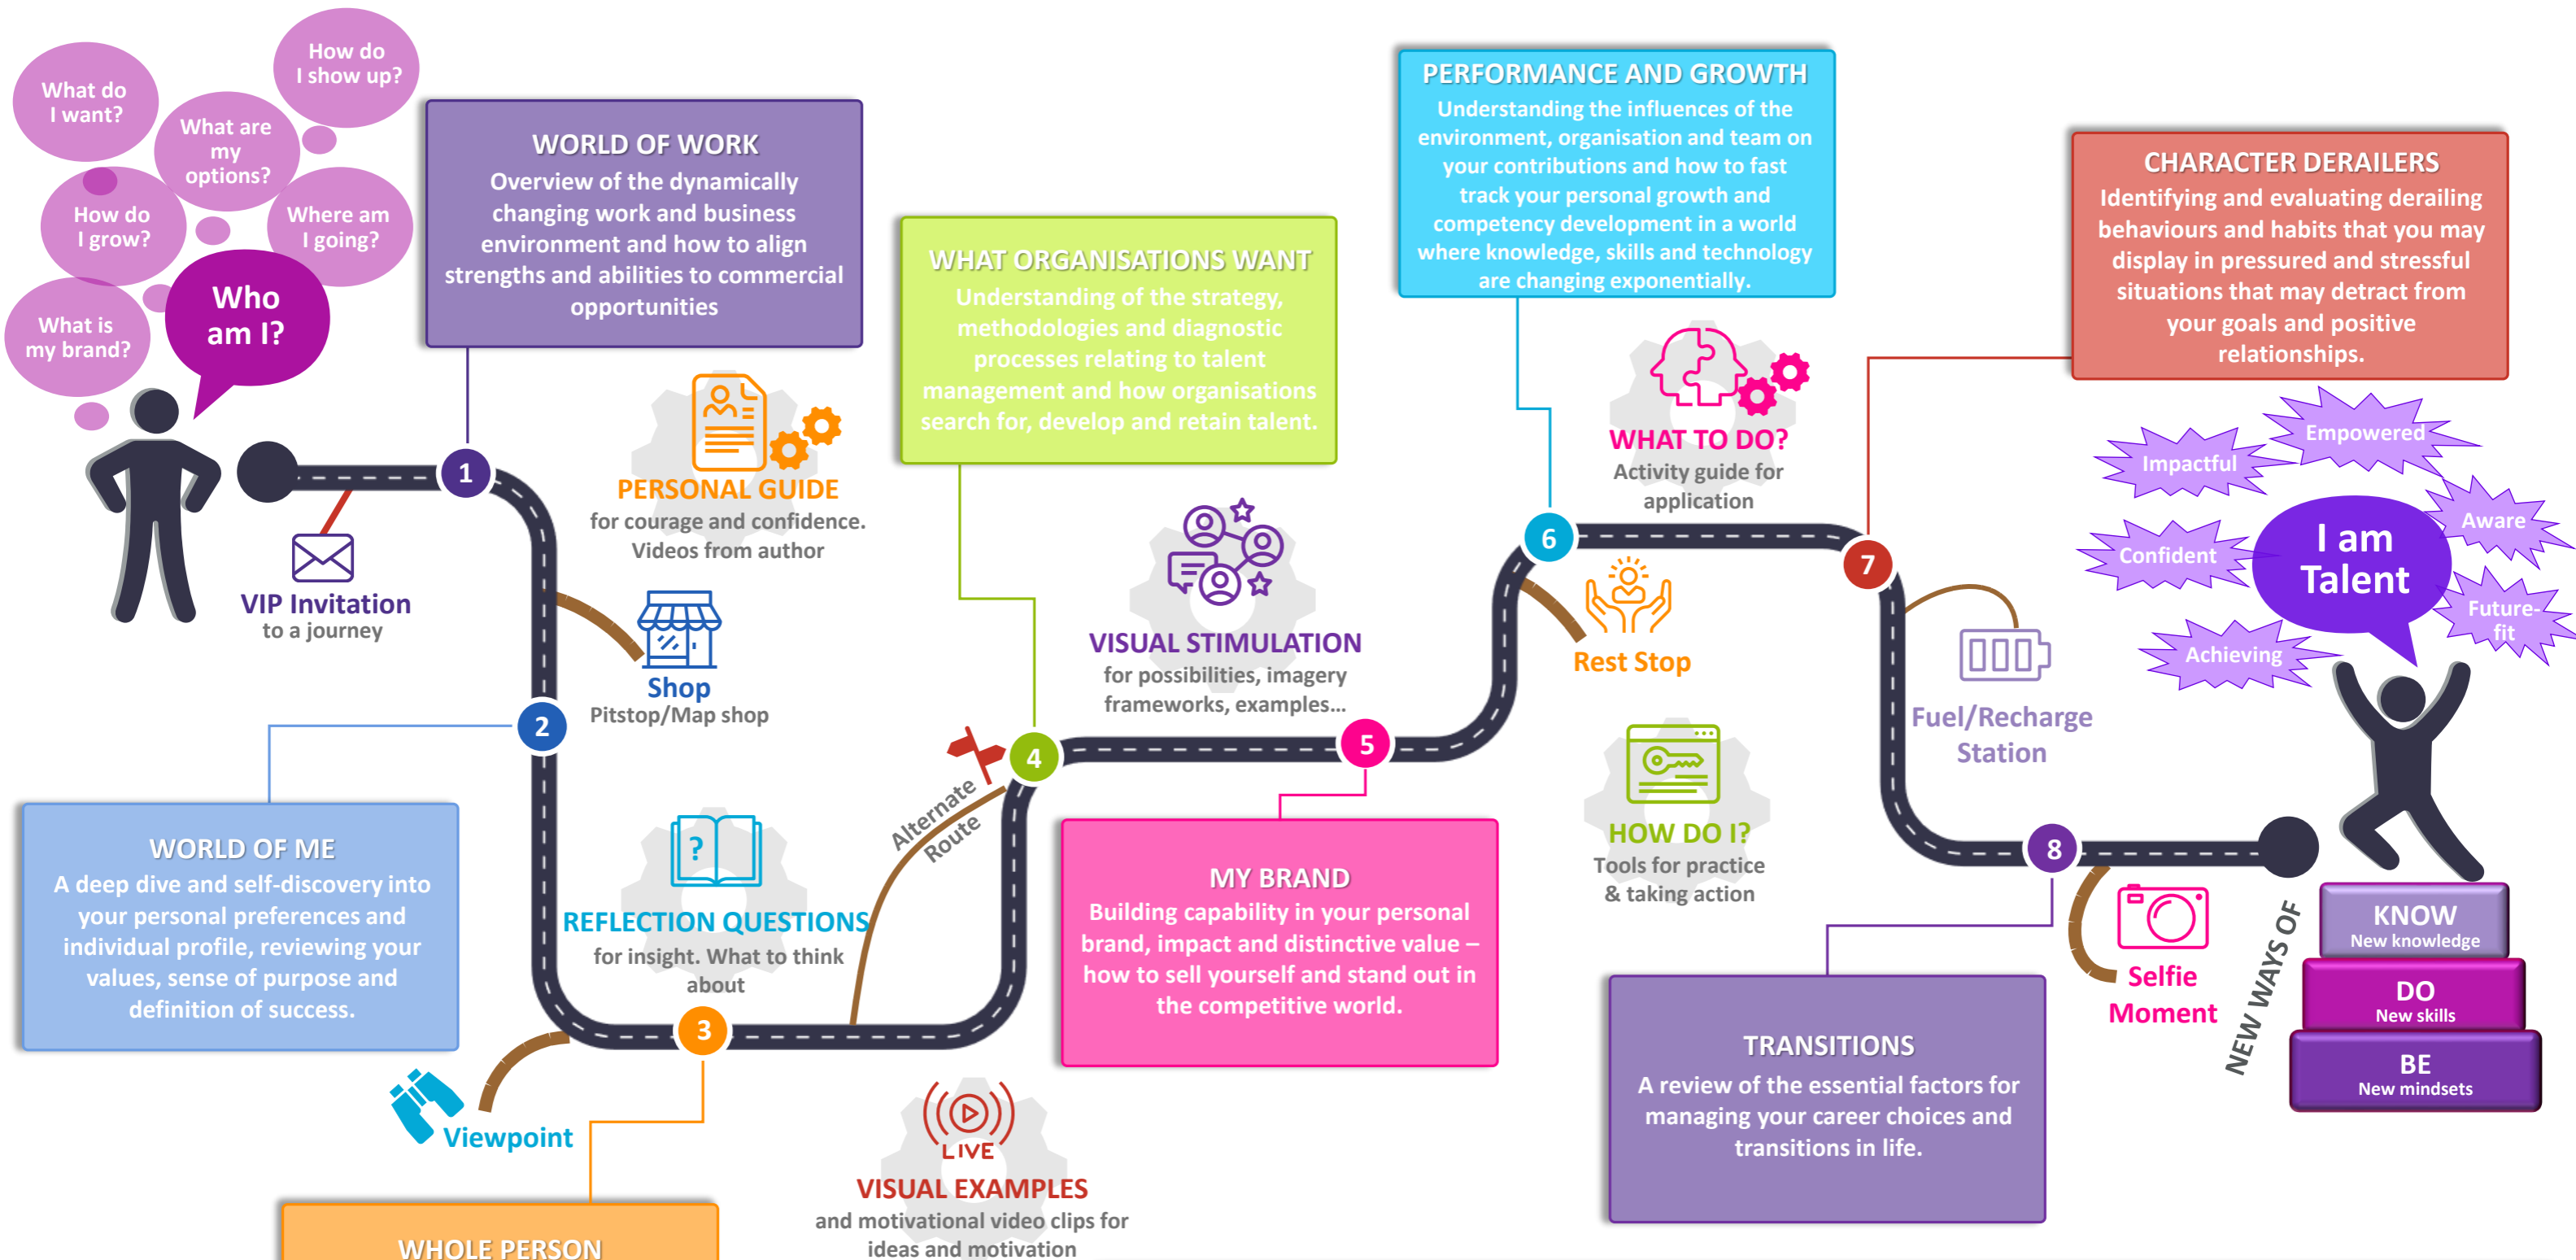 How do
I show up?
What do
I want?
What are
my
options?
How do
I grow?
Where am
I going?
What is
my brand?
Who
am I?
WORLD OF WORK
Overview of the dynamically
changing work and business
environment and how to align
strengths and abilities to commercial
opportunities
1
VIP Invitation
to a journey
PERSONAL GUIDE
for courage and confidence.
Videos from author
Shop
Pitstop/Map shop
2
WORLD OF ME
A deep dive and self-discovery into
your personal preferences and
individual profile, reviewing your
values, sense of purpose and
definition of success.
Viewpoint
REFLECTION QUESTIONS
for insight. What to think
about
?
3
WHOLE PERSON
LIVE
VISUAL EXAMPLES
and motivational video clips for
ideas and motivation
Alternate
Route
WHAT ORGANISATIONS WANT
Understanding of the strategy,
methodologies and diagnostic
processes relating to talent
management and how organisations
search for, develop and retain talent.
4
VISUAL STIMULATION
for possibilities, imagery
frameworks, examples...
5
MY BRAND
Building capability in your personal
brand, impact and distinctive value –
how to sell yourself and stand out in
the competitive world.
PERFORMANCE AND GROWTH
Understanding the influences of the
environment, organisation and team on
your contributions and how to fast
track your personal growth and
competency development in a world
where knowledge, skills and technology
are changing exponentially.
6
WHAT TO DO?
Activity guide for
application
Rest Stop
HOW DO I?
Tools for practice
& taking action
CHARACTER DERAILERS
Identifying and evaluating derailing
behaviours and habits that you may
display in pressured and stressful
situations that may detract from
your goals and positive
relationships.
7
Fuel/Recharge
Station
8
TRANSITIONS
A review of the essential factors for
managing your career choices and
transitions in life.
Selfie
Moment
Empowered
Impactful
Aware
Confident
Future-
fit
Achieving
I am
Talent
NEW WAYS OF
KNOW
New knowledge
DO
New skills
BE
New mindsets